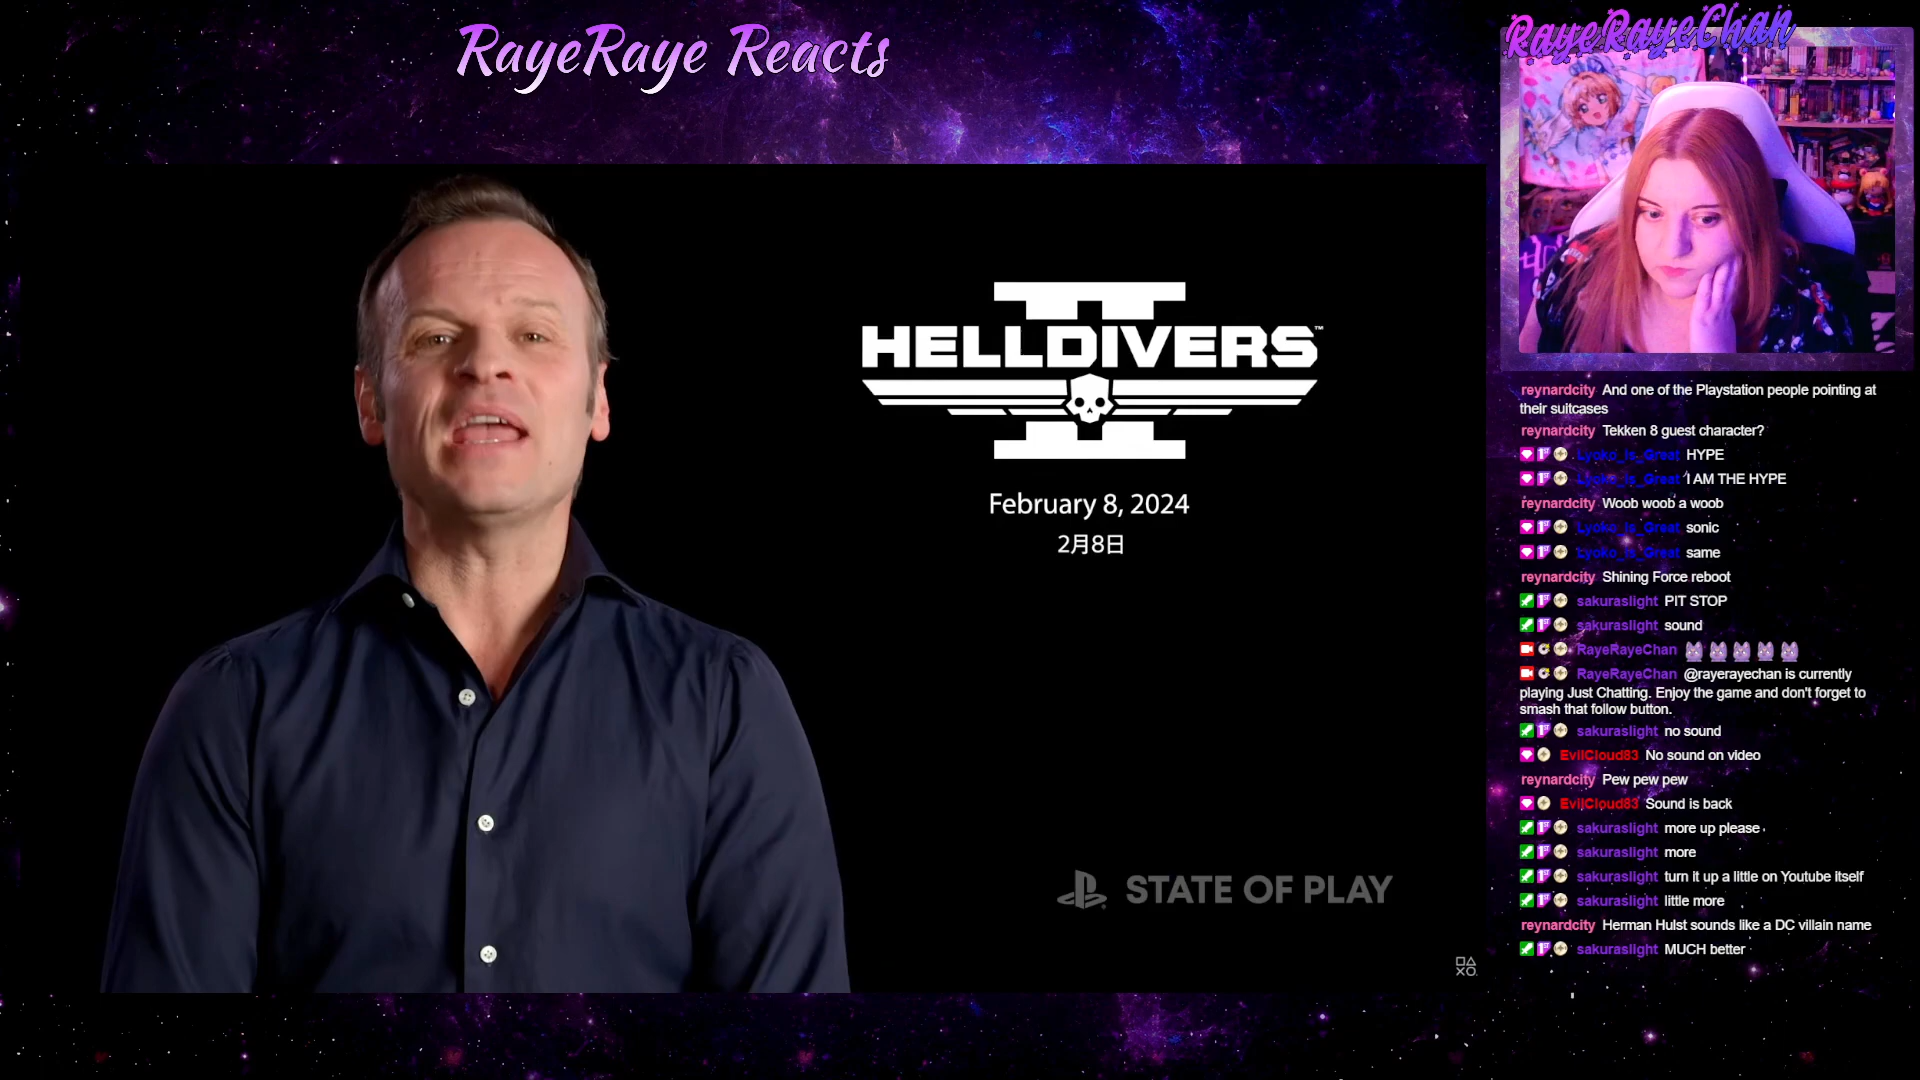 RayeRaye Reacts
RayeRayeChan
II
HELLDIVERS™
February 8, 2024
2月8日
STATE OF PLAY
reynardcity And one of the Playstation people pointing at
their suitcases
reynardcity Tekken 8 guest character?
Lyoko_Is_Great HYPE
Lyoko_Is_Great I AM THE HYPE
reynardcity Woob woob a woob
Lyoko_Is_Great sonic
Lyoko_Is_Great same
reynardcity Shining Force reboot
sakuraslight PIT STOP
sakuraslight sound
RayeRayeChan
RayeRayeChan @rayerayechan is currently
playing Just Chatting. Enjoy the game and don't forget to
smash that follow button.
sakuraslight no sound
EvilCloud83 No sound on video
reynardcity Pew pew pew
EvilCloud83 Sound is back
sakuraslight more up please
sakuraslight more
sakuraslight turn it up a little on Youtube itself
sakuraslight little more
reynardcity Herman Hulst sounds like a DC villain name
sakuraslight MUCH better